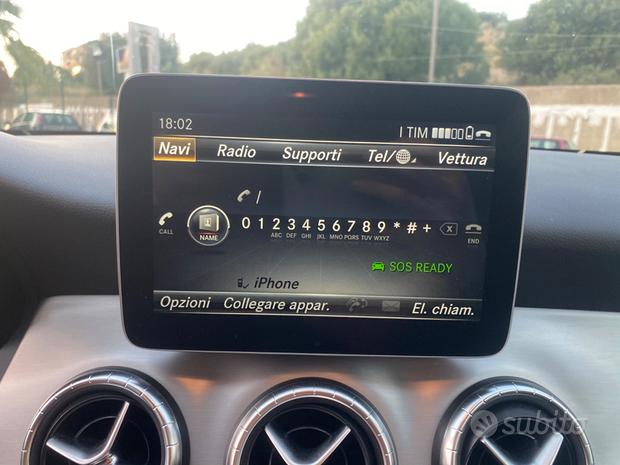 18:02 I TIM
Navi Radio Supporti Tel/ Vettura
/
CALL NAME 0 1 2 3 4 5 6 7 8 9 * # + X END
ABC DEF GHI JKL MNO PQRS TUV WXYZ
SOS READY
iPhone
Opzioni Collegare appar. El. chiam.
subito